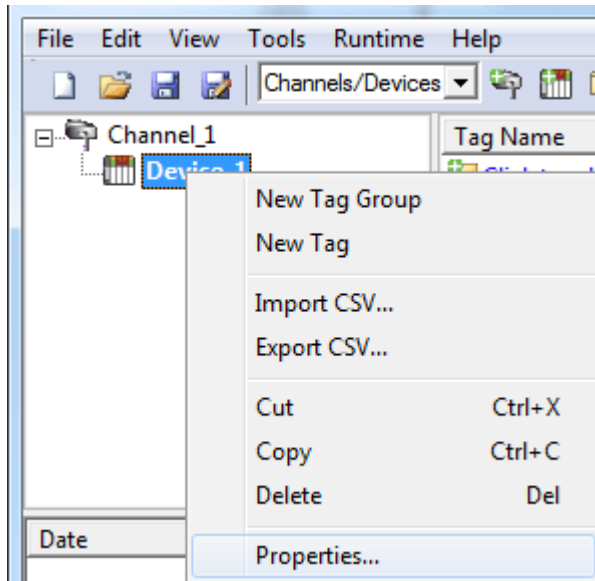 File Edit View Tools Runtime Help
Channels/Devices
Channel_1
Tag Name
Device_1
New Tag Group
New Tag
Import CSV...
Export CSV...
Cut Ctrl+X
Copy Ctrl+C
Delete Del
Date
Properties...